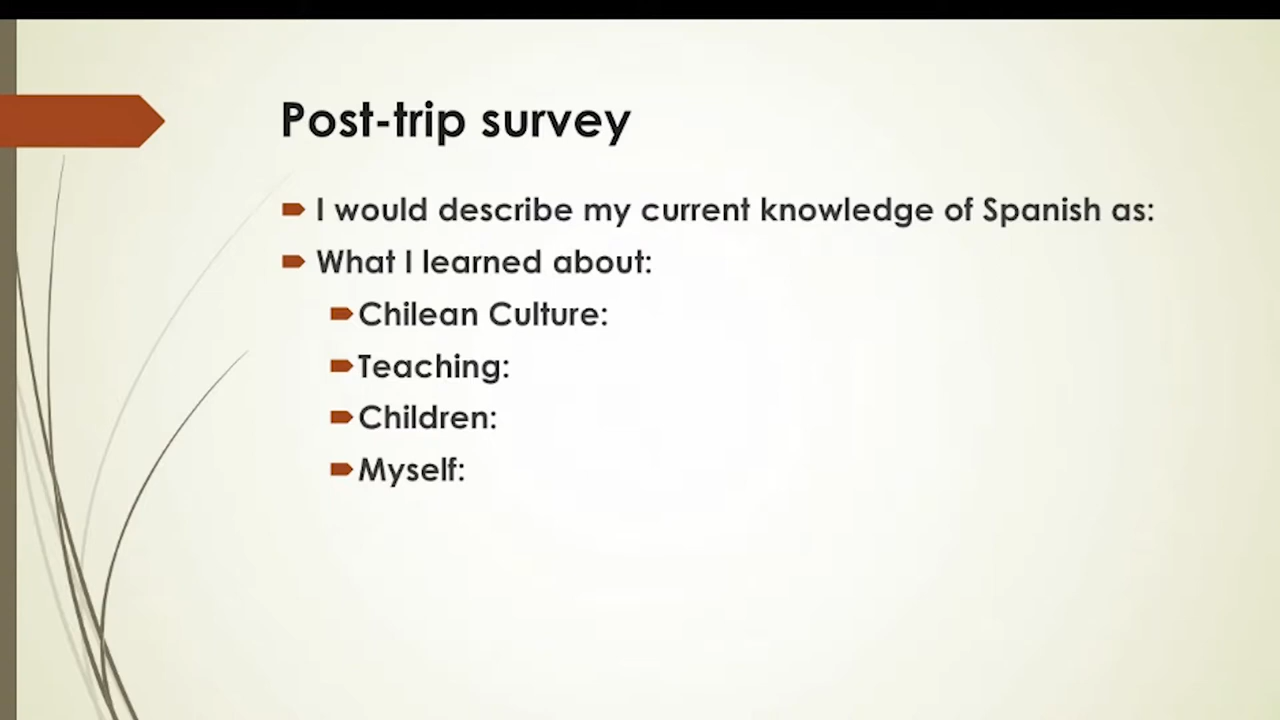 Post-trip survey
I would describe my current knowledge of Spanish as:
What I learned about:
Chilean Culture:
Teaching:
Children:
Myself: